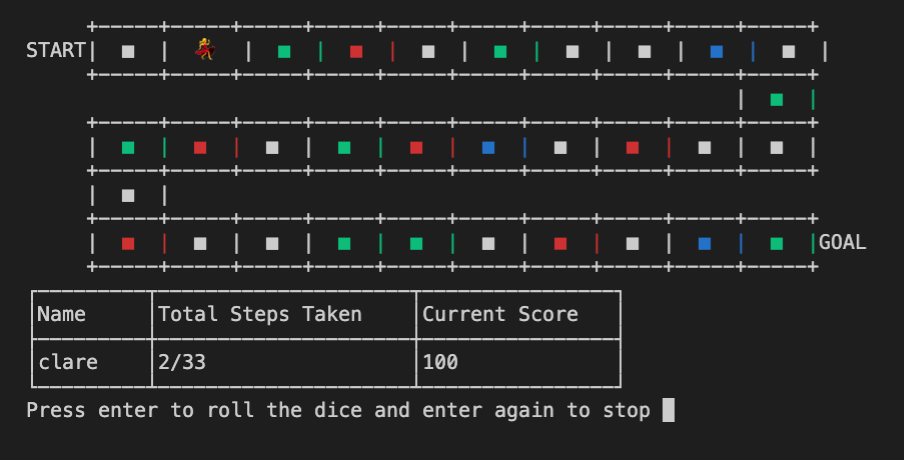 START
GOAL
Name Total Steps Taken Current Score
clare 2/33 100
Press enter to roll the dice and enter again to stop